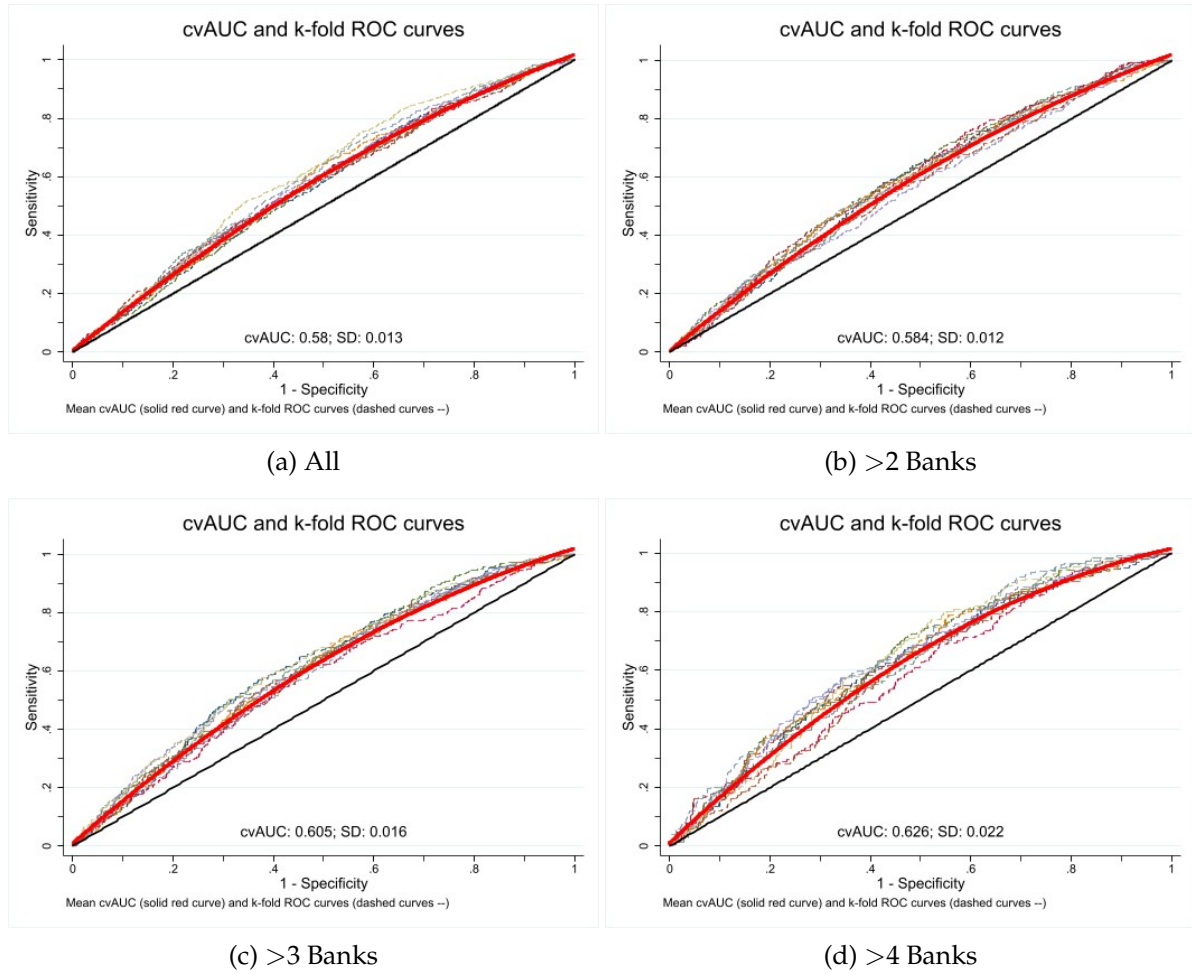 cvAUC and k-fold ROC curves
Sensitivity
1
.8
.6
.4
.2
0
cvAUC: 0.58; SD: 0.013
0 .2 .4 .6 .8 1
1 - Specificity
Mean cvAUC (solid red curve) and k-fold ROC curves (dashed curves --)
(a) All
cvAUC and k-fold ROC curves
Sensitivity
1
.8
.6
.4
.2
0
cvAUC: 0.584; SD: 0.012
0 .2 .4 .6 .8 1
1 - Specificity
Mean cvAUC (solid red curve) and k-fold ROC curves (dashed curves --)
(b) >2 Banks
cvAUC and k-fold ROC curves
Sensitivity
1
.8
.6
.4
.2
0
cvAUC: 0.605; SD: 0.016
0 .2 .4 .6 .8 1
1 - Specificity
Mean cvAUC (solid red curve) and k-fold ROC curves (dashed curves --)
(c) >3 Banks
cvAUC and k-fold ROC curves
Sensitivity
1
.8
.6
.4
.2
0
cvAUC: 0.626; SD: 0.022
0 .2 .4 .6 .8 1
1 - Specificity
Mean cvAUC (solid red curve) and k-fold ROC curves (dashed curves --)
(d) >4 Banks